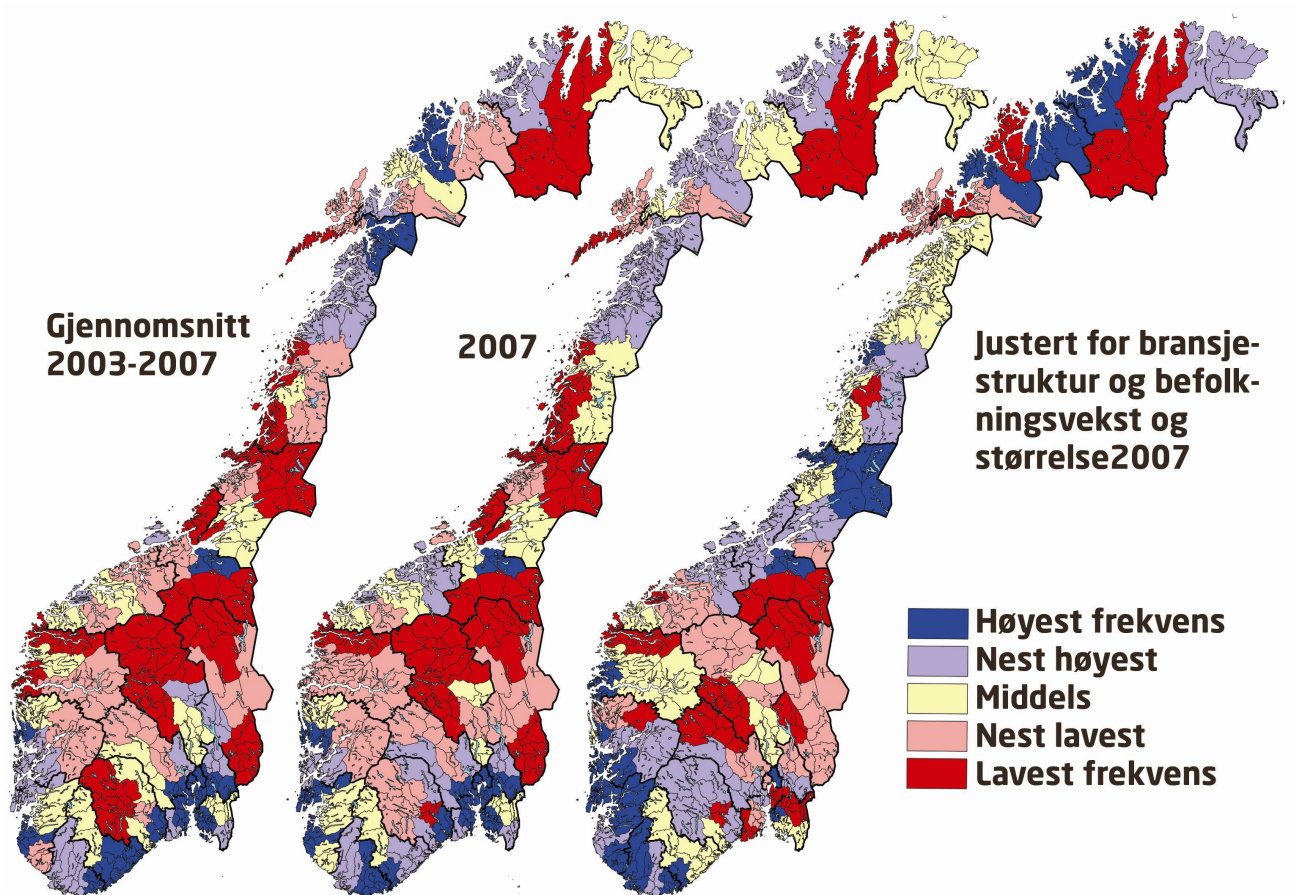 Gjennomsnitt
2003-2007
2007
Justert for bransje-
struktur og befolk-
ningsvekst og
størrelse2007
Høyest frekvens
Nest høyest
Middels
Nest lavest
Lavest frekvens